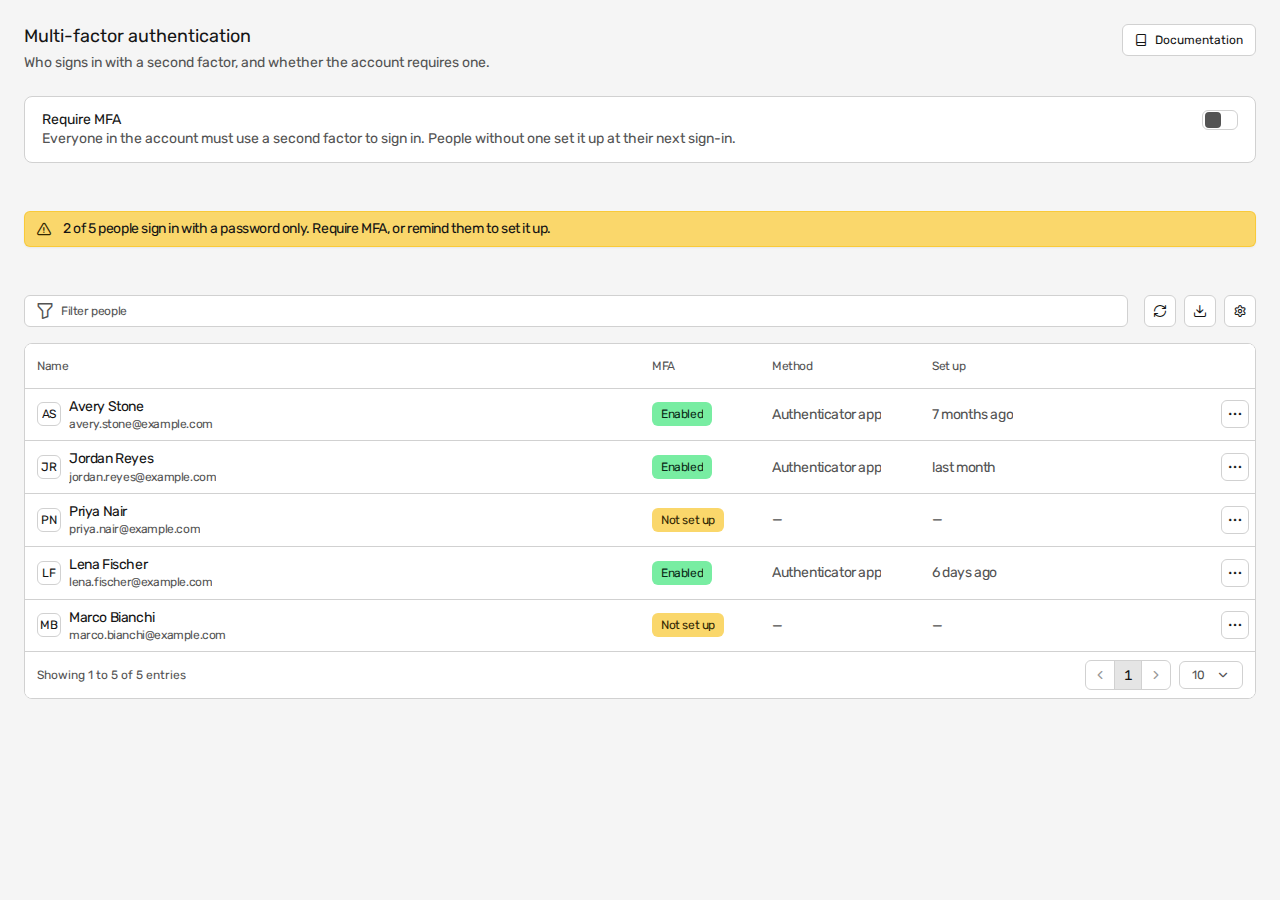 Multi-factor authentication
Documentation
Who signs in with a second factor, and whether the account requires one.
Require MFA
Everyone in the account must use a second factor to sign in. People without one set it up at their next sign-in.
2 of 5 people sign in with a password only. Require MFA, or remind them to set it up.
Filter people
Name MFA Method Set up
AS Avery Stone Enabled Authenticator app 7 months ago
avery.stone@example.com
JR Jordan Reyes Enabled Authenticator app last month
jordan.reyes@example.com
PN Priya Nair Not set up – –
priya.nair@example.com
LF Lena Fischer Enabled Authenticator app 6 days ago
lena.fischer@example.com
MB Marco Bianchi Not set up – –
marco.bianchi@example.com
Showing 1 to 5 of 5 entries 1 10